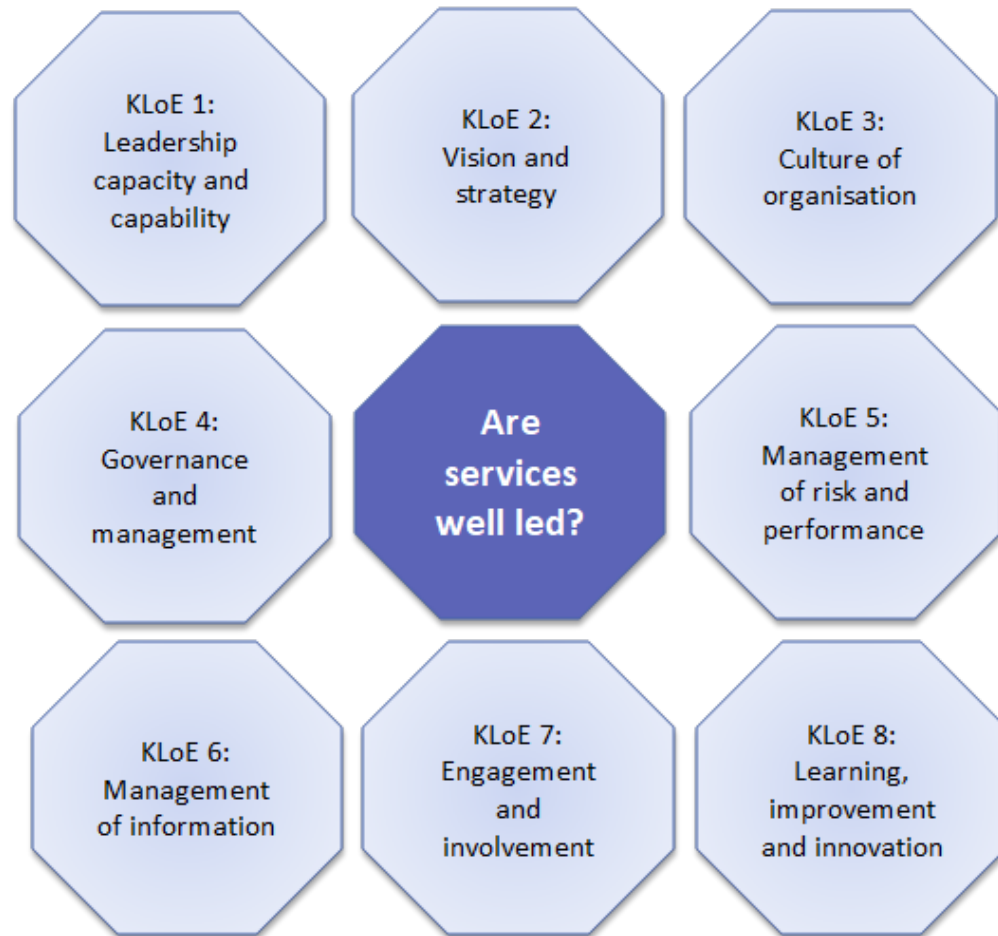 KLoE 1:
Leadership
capacity and
capability
KLoE 2:
Vision and
strategy
KLoE 3:
Culture of
organisation
KLoE 4:
Governance
and
management
Are
services
well led?
KLoE 5:
Management
of risk and
performance
KLoE 6:
Management
of information
KLoE 7:
Engagement
and
involvement
KLoE 8:
Learning,
improvement
and innovation